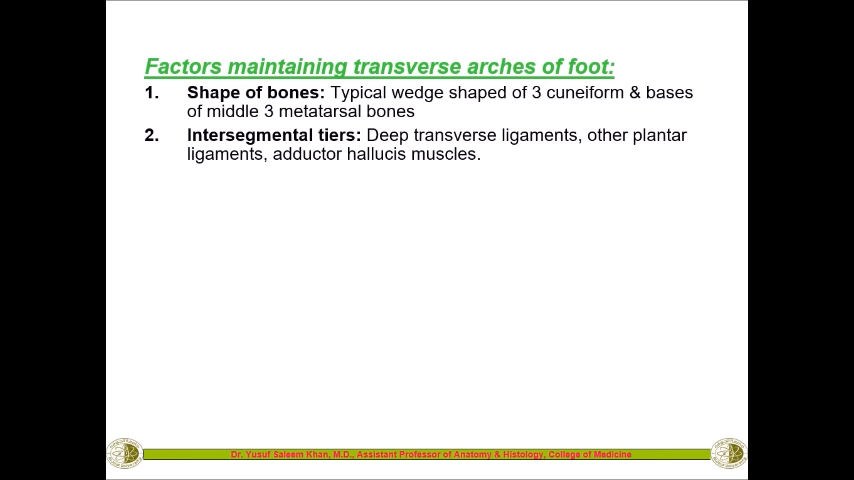 Factors maintaining transverse arches of foot:
1. Shape of bones: Typical wedge shaped of 3 cuneiform & bases
of middle 3 metatarsal bones
2. Intersegmental tiers: Deep transverse ligaments, other plantar
ligaments, adductor hallucis muscles.
Dr. Yusuf Saleem Khan, M.D., Assistant Professor of Anatomy & Histology, College of Medicine